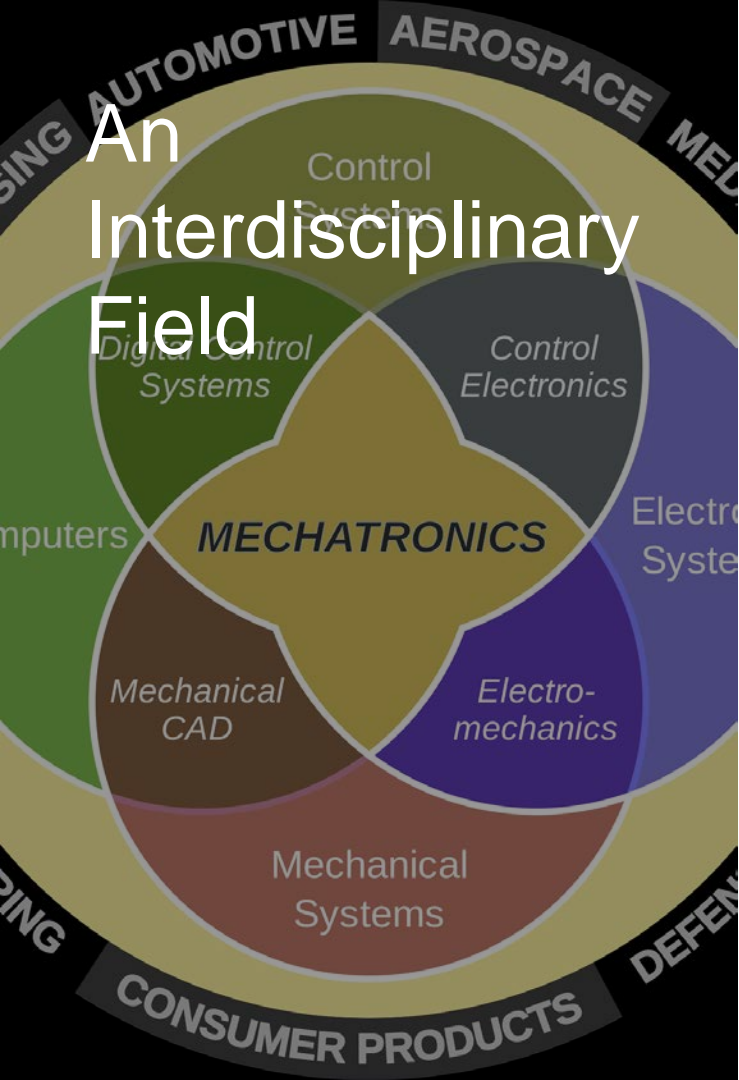 AUTOMOTIVE
AEROSPACE
An
Interdisciplinary
Field
Control
Systems
Digital Control
Systems
Control
Electronics
MECHATRONICS
Mechanical
CAD
Electro-
mechanics
Mechanical
Systems
CONSUMER PRODUCTS